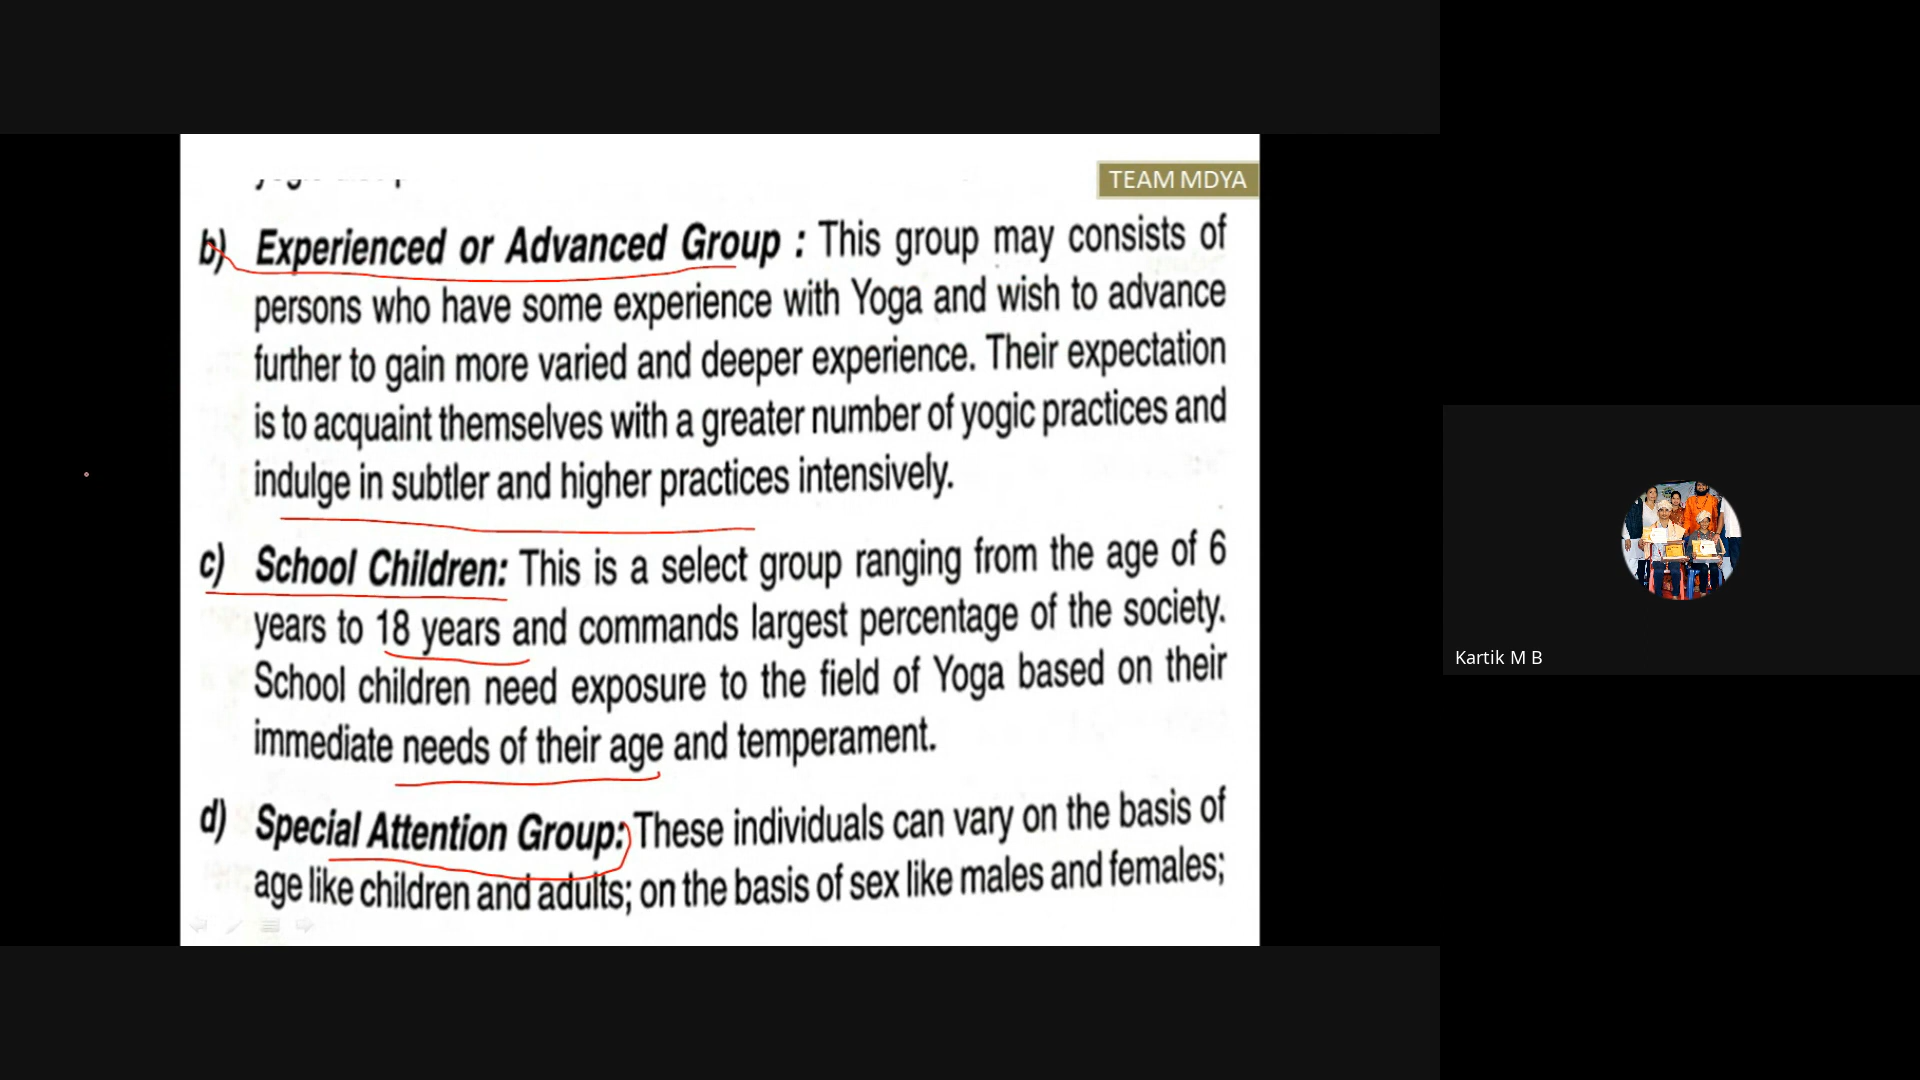 TEAM MDYA
b) Experienced or Advanced Group : This group may consists of
persons who have some experience with Yoga and wish to advance
further to gain more varied and deeper experience. Their expectation
is to acquaint themselves with a greater number of yogic practices and
indulge in subtler and higher practices intensively.
c) School Children: This is a select group ranging from the age of 6
years to 18 years and commands largest percentage of the society.
School children need exposure to the field of Yoga based on their
immediate needs of their age and temperament.
d) Special Attention Group: These individuals can vary on the basis of
age like children and adults; on the basis of sex like males and females;
Kartik M B